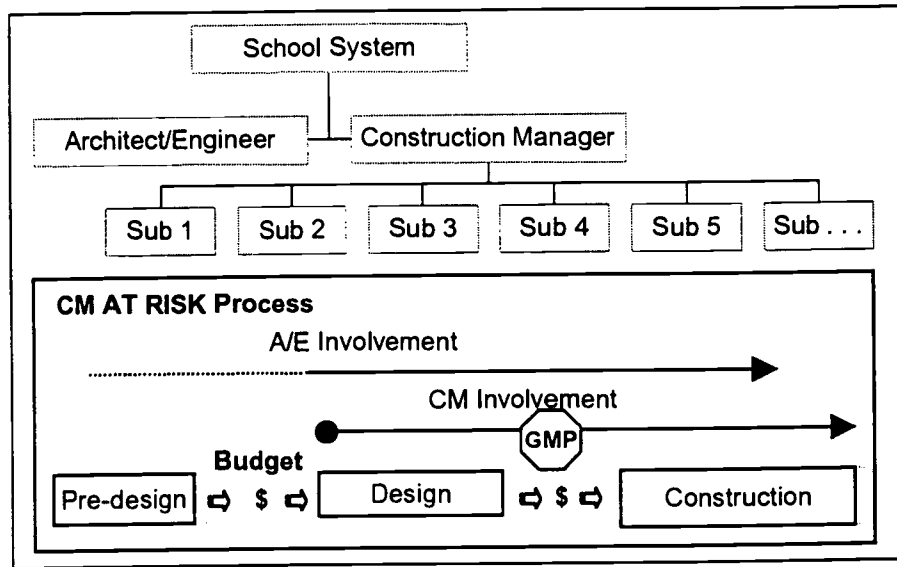 School System
Architect/Engineer
Construction Manager
Sub 1
Sub 2
Sub 3
Sub 4
Sub 5
Sub . . .
CM AT RISK Process
A/E Involvement
CM Involvement
GMP
Budget
Pre-design ⇨ $ ⇨ Design ⇨ $ ⇨ Construction